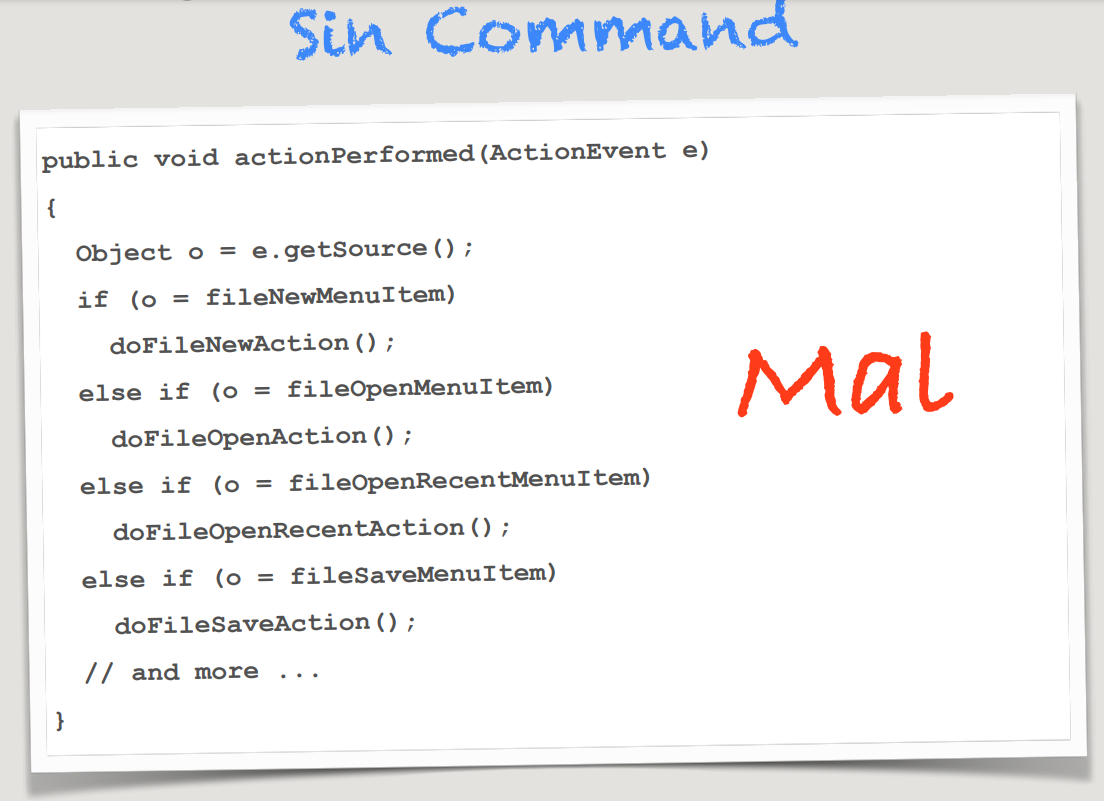 Sin Command
public void actionPerformed(ActionEvent e)
{
Object o = e.getSource();
if (o = fileNewMenuItem)
doFileNewAction();
else if (o = fileOpenMenuItem)
doFileOpenAction();
else if (o = fileOpenRecentMenuItem)
doFileOpenRecentAction();
else if (o = fileSaveMenuItem)
doFileSaveAction();
// and more ...
}
Mal